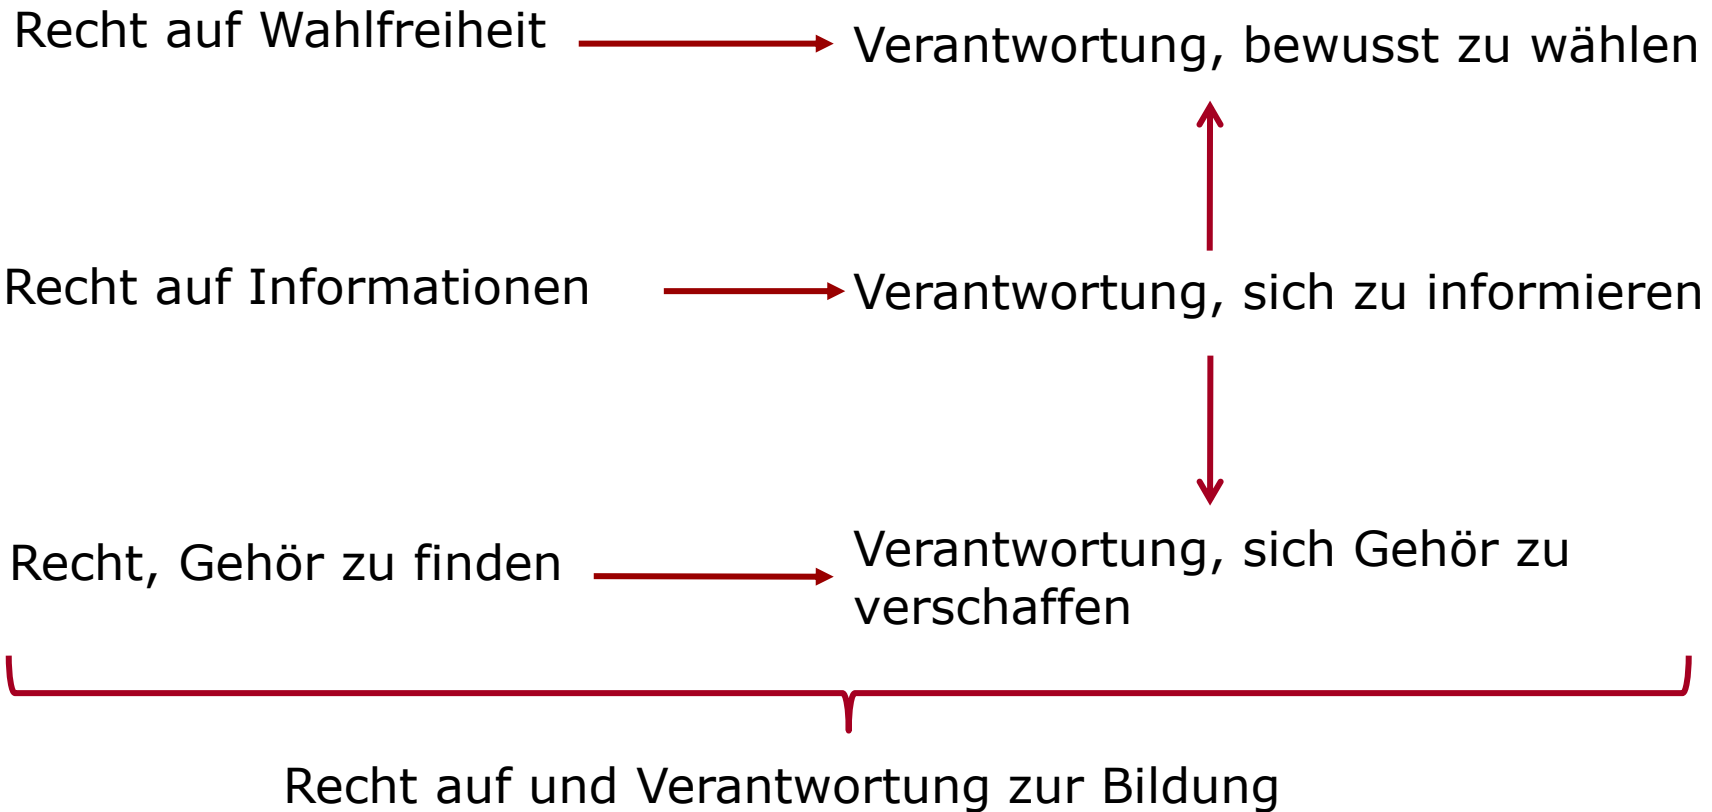 Recht auf Wahlfreiheit
Verantwortung, bewusst zu wählen
Recht auf Informationen
Verantwortung, sich zu informieren
Recht, Gehör zu finden
Verantwortung, sich Gehör zu
verschaffen
Recht auf und Verantwortung zur Bildung